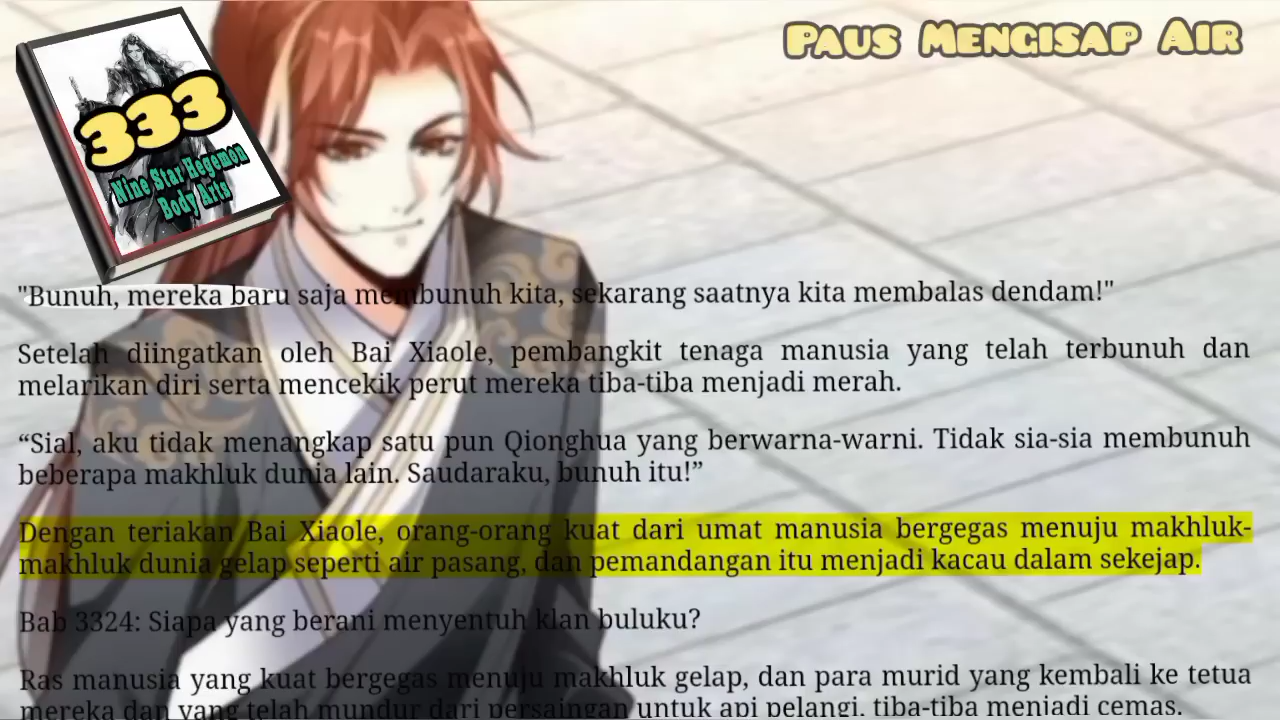 Paus Mengisap Air
333
Nine Star Hegemon
Body Arts
"Bunuh, mereka baru saja membunuh kita, sekarang saatnya kita membalas dendam!"
Setelah diingatkan oleh Bai Xiaole, pembangkit tenaga manusia yang telah terbunuh dan
melarikan diri serta mencekik perut mereka tiba-tiba menjadi merah.
“Sial, aku tidak menangkap satu pun Qionghua yang berwarna-warni. Tidak sia-sia membunuh
beberapa makhluk dunia lain. Saudaraku, bunuh itu!”
Dengan teriakan Bai Xiaole, orang-orang kuat dari umat manusia bergegas menuju makhluk-
makhluk dunia gelap seperti air pasang, dan pemandangan itu menjadi kacau dalam sekejap.
Bab 3324: Siapa yang berani menyentuh klan buluku?
Ras manusia yang kuat bergegas menuju makhluk gelap, dan para murid yang kembali ke tetua
mereka dan yang telah mundur dari persaingan untuk api pelangi, tiba-tiba menjadi cemas.